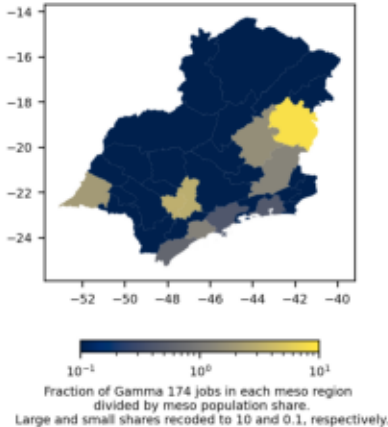 −14
−16
−18
−20
−22
−24
−52 −50 −48 −46 −44 −42 −40
10⁻¹ 10⁰ 10¹
Fraction of Gamma 174 jobs in each meso region
divided by meso population share.
Large and small shares recoded to 10 and 0.1, respectively.